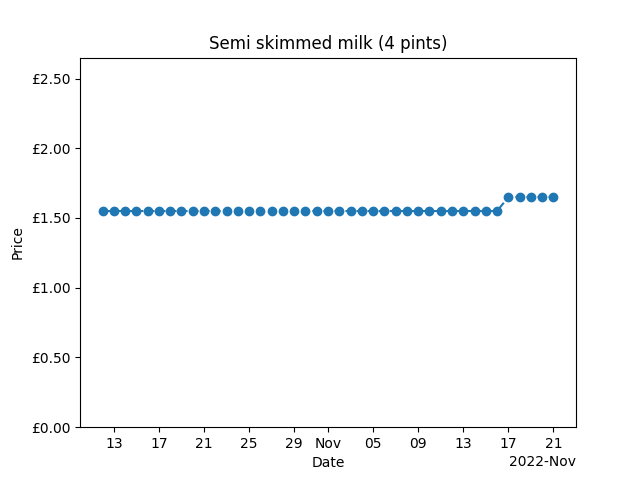 Semi skimmed milk (4 pints)
£2.50
£2.00
£1.50
£1.00
£0.50
£0.00
Price
13 17 21 25 29 Nov 05 09 13 17 21
Date
2022-Nov